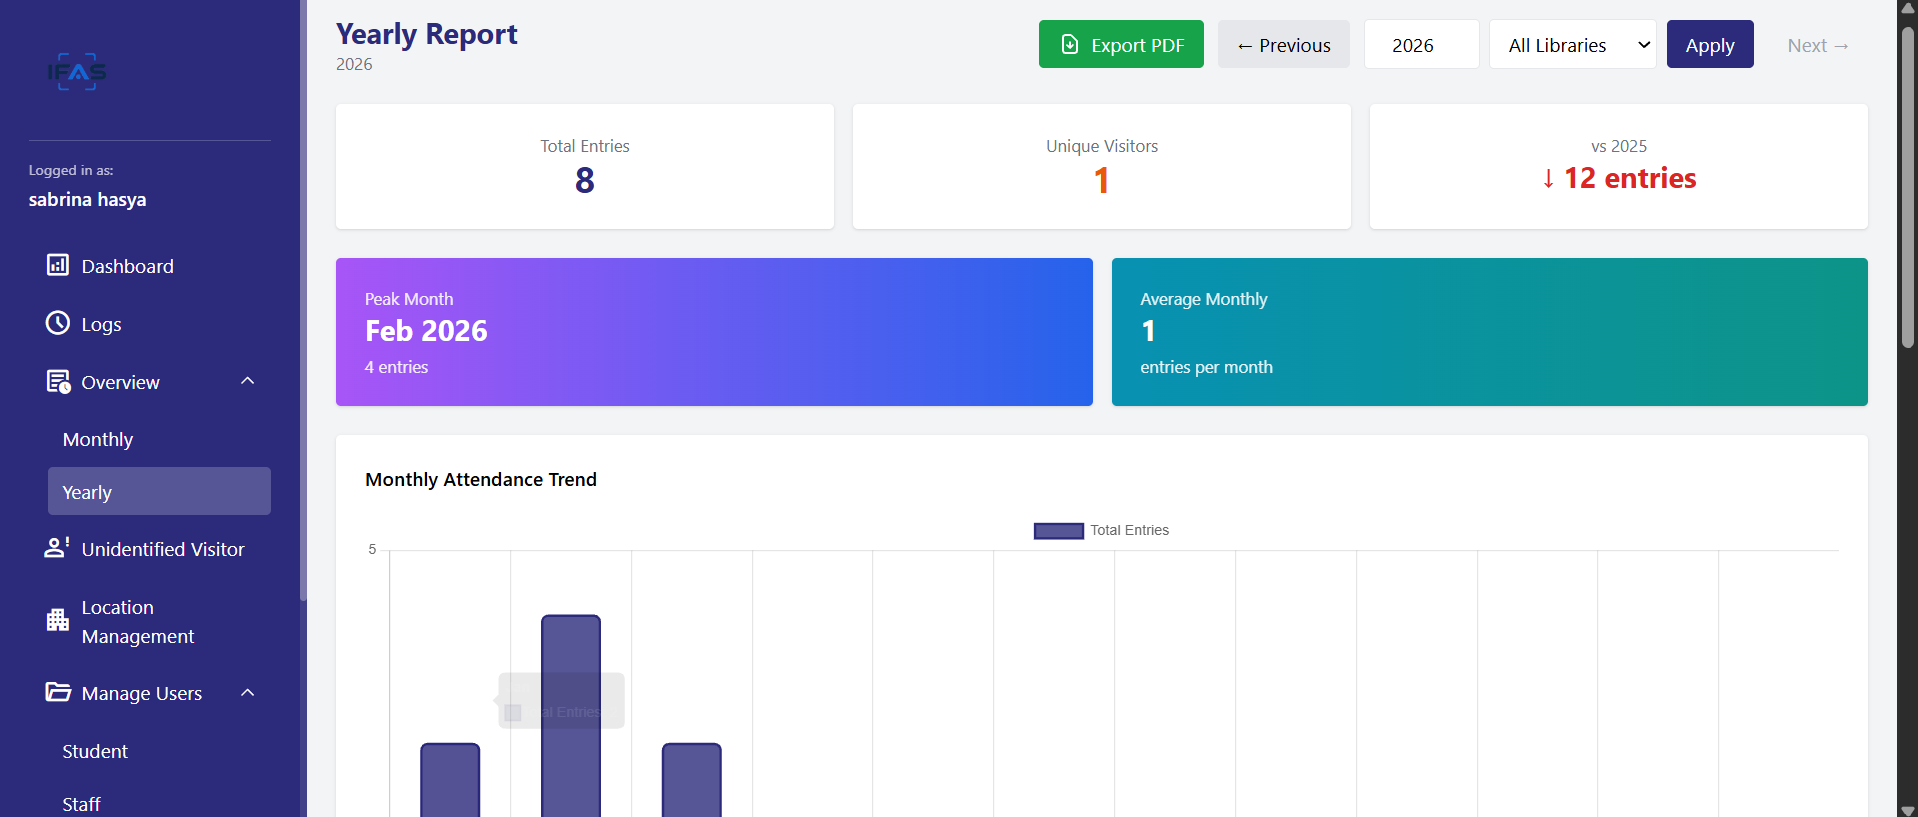 IFAS
Logged in as:
sabrina hasya
Dashboard
Logs
Overview
Monthly
Yearly
Unidentified Visitor
Location
Management
Manage Users
Student
Staff
Yearly Report
2026
Export PDF
← Previous
2026
All Libraries
Apply
Next →
Total Entries
8
Unique Visitors
1
vs 2025
↓ 12 entries
Peak Month
Feb 2026
4 entries
Average Monthly
1
entries per month
Monthly Attendance Trend
Total Entries
5
al Entries